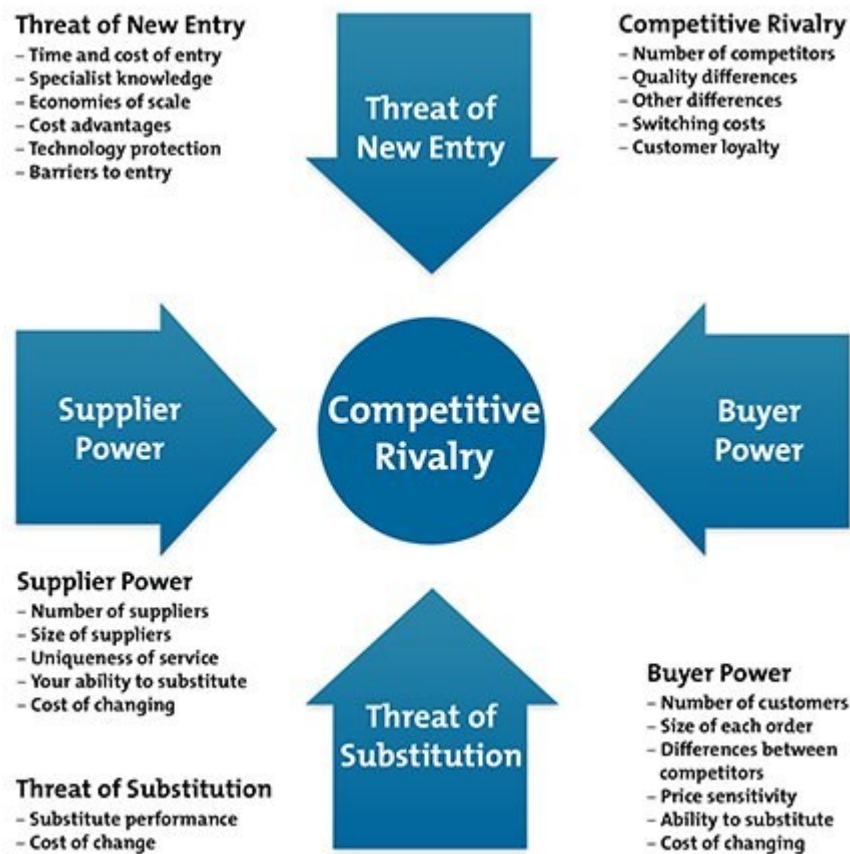 Threat of New Entry
– Time and cost of entry
– Specialist knowledge
– Economies of scale
– Cost advantages
– Technology protection
– Barriers to entry
Threat of
New Entry
Competitive Rivalry
– Number of competitors
– Quality differences
– Other differences
– Switching costs
– Customer loyalty
Supplier
Power
Competitive
Rivalry
Buyer
Power
Supplier Power
– Number of suppliers
– Size of suppliers
– Uniqueness of service
– Your ability to substitute
– Cost of changing
Threat of
Substitution
Threat of Substitution
– Substitute performance
– Cost of change
Buyer Power
– Number of customers
– Size of each order
– Differences between
competitors
– Price sensitivity
– Ability to substitute
– Cost of changing